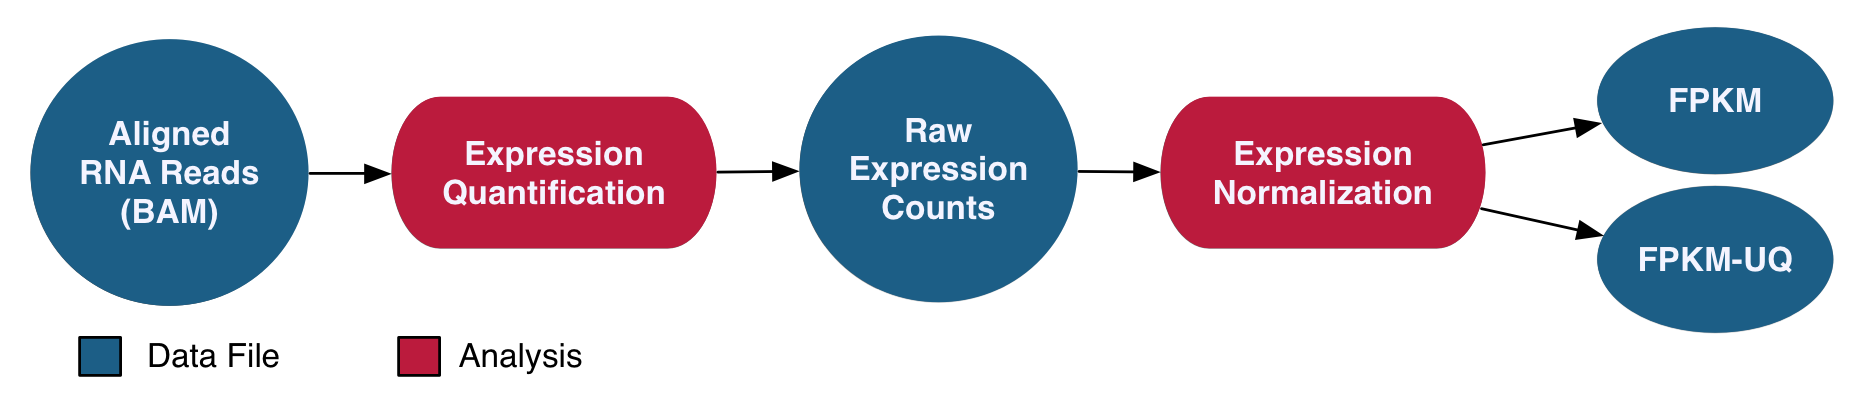 Aligned
RNA Reads
(BAM)
Expression
Quantification
Raw
Expression
Counts
Expression
Normalization
FPKM
FPKM-UQ
Data File
Analysis